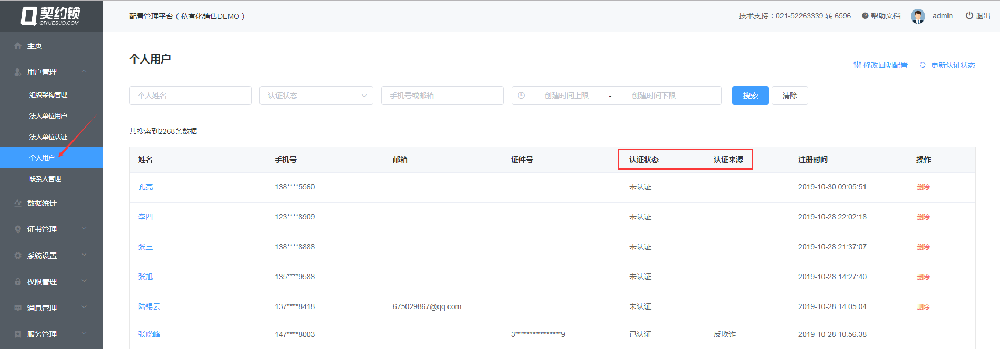 契约锁
QIYUESUO.COM
配置管理平台（私有化销售DEMO）
技术支持：021-52263339 转 6596
帮助文档
admin
退出
主页
用户管理
组织架构管理
法人单位用户
法人单位认证
个人用户
联系人管理
数据统计
证书管理
系统设置
权限管理
消息管理
服务管理
个人用户
修改回调配置
更新认证状态
个人姓名 认证状态 手机号或邮箱 创建时间上限 - 创建时间下限 搜索 清除
共搜索到2268条数据
姓名 手机号 邮箱 证件号 认证状态 认证来源 注册时间 操作
孔亮 138****5560 未认证 2019-10-30 09:05:51 删除
李四 123****8909 未认证 2019-10-28 22:02:18 删除
张三 138****8888 未认证 2019-10-28 21:37:07 删除
张旭 135****9588 未认证 2019-10-28 14:27:40 删除
陆锡云 137****8418 675029867@qq.com 未认证 2019-10-28 14:05:04 删除
张晓峰 147****8003 3****************9 已认证 反欺诈 2019-10-28 10:56:38